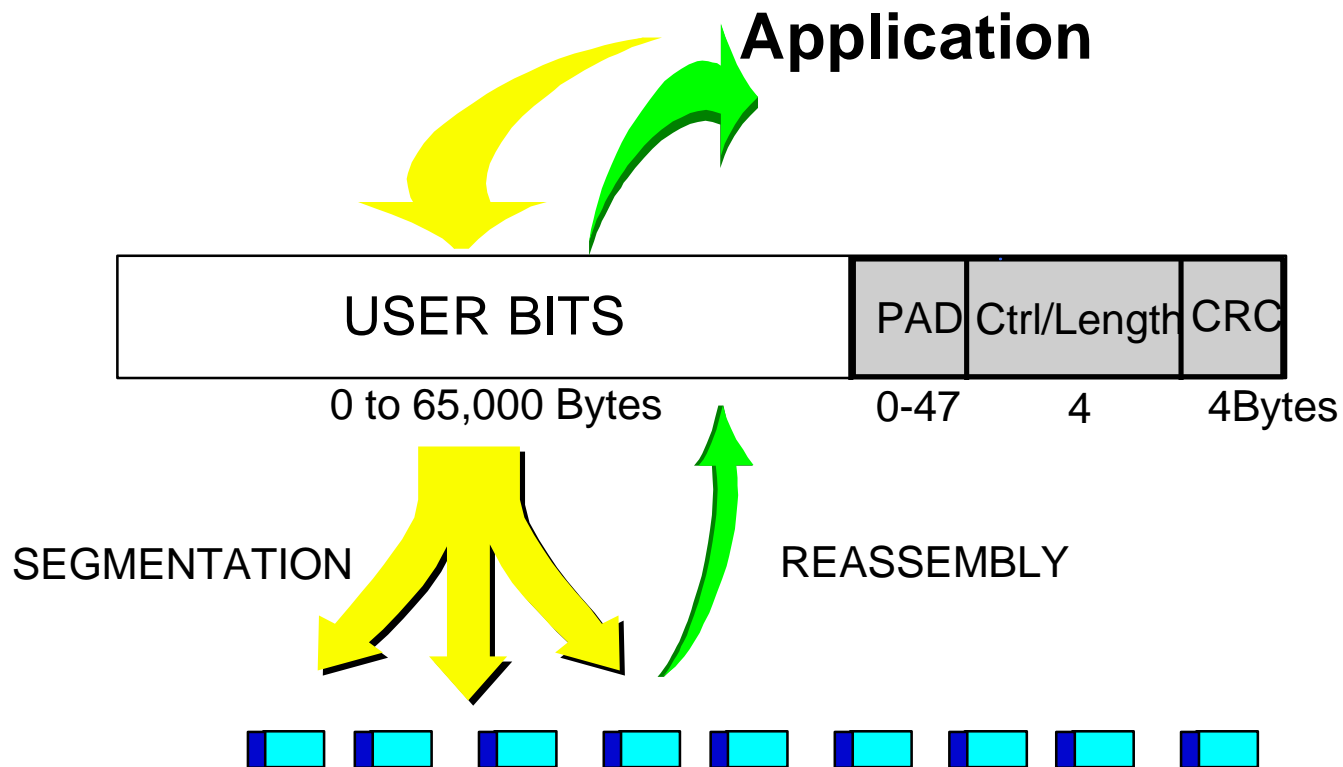 Application
USER BITS PAD Ctrl/Length CRC
0 to 65,000 Bytes 0-47 4 4Bytes
SEGMENTATION REASSEMBLY